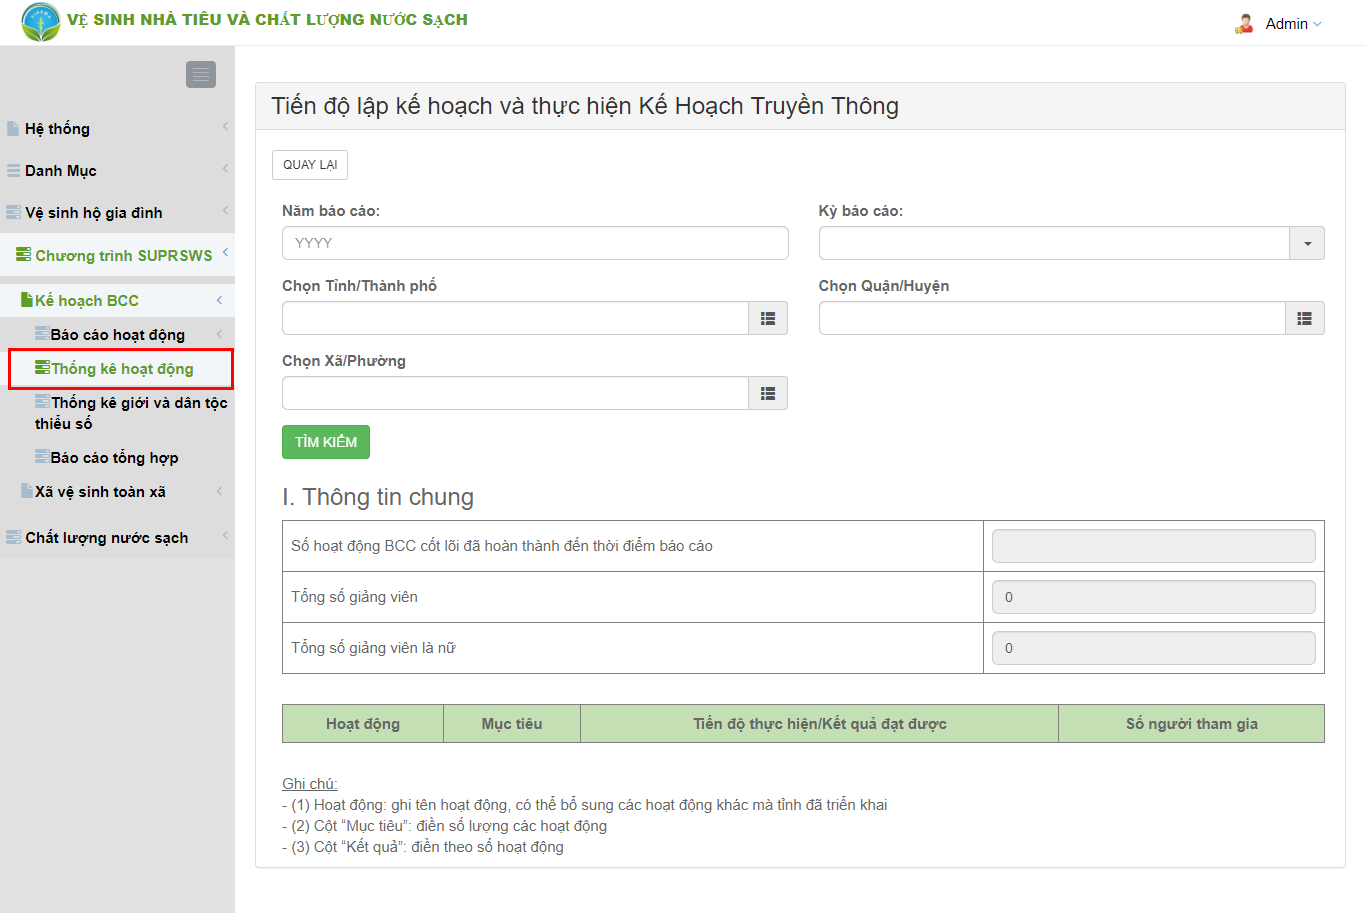 VỆ SINH NHÀ TIÊU VÀ CHẤT LƯỢNG NƯỚC SẠCH
Admin
Hệ thống
Danh Mục
Vệ sinh hộ gia đình
Chương trình SUPRSWS
Kế hoạch BCC
Báo cáo hoạt động
Thống kê hoạt động
Thống kê giới và dân tộc
thiểu số
Báo cáo tổng hợp
Xã vệ sinh toàn xã
Chất lượng nước sạch
Tiến độ lập kế hoạch và thực hiện Kế Hoạch Truyền Thông
QUAY LẠI
Năm báo cáo:
Kỳ báo cáo:
YYYY
Chọn Tỉnh/Thành phố
Chọn Quận/Huyện
Chọn Xã/Phường
TÌM KIẾM
I. Thông tin chung
Số hoạt động BCC cốt lõi đã hoàn thành đến thời điểm báo cáo
Tổng số giảng viên
0
Tổng số giảng viên là nữ
0
Hoạt động
Mục tiêu
Tiến độ thực hiện/Kết quả đạt được
Số người tham gia
Ghi chú:
- (1) Hoạt động: ghi tên hoạt động, có thể bổ sung các hoạt động khác mà tỉnh đã triển khai
- (2) Cột “Mục tiêu”: điền số lượng các hoạt động
- (3) Cột “Kết quả”: điền theo số hoạt động